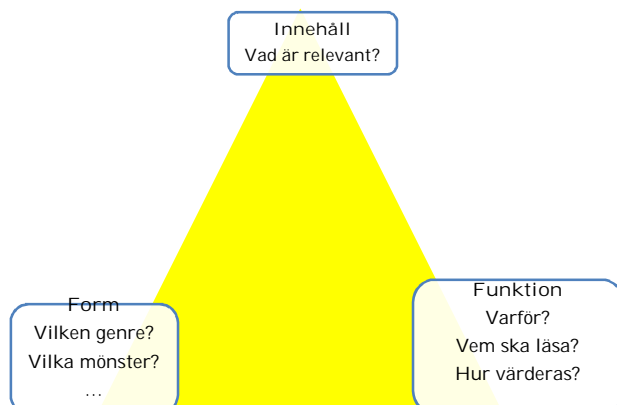 Innehåll
Vad är relevant?
Form
Vilken genre?
Vilka mönster?
…
Funktion
Varför?
Vem ska läsa?
Hur värderas?